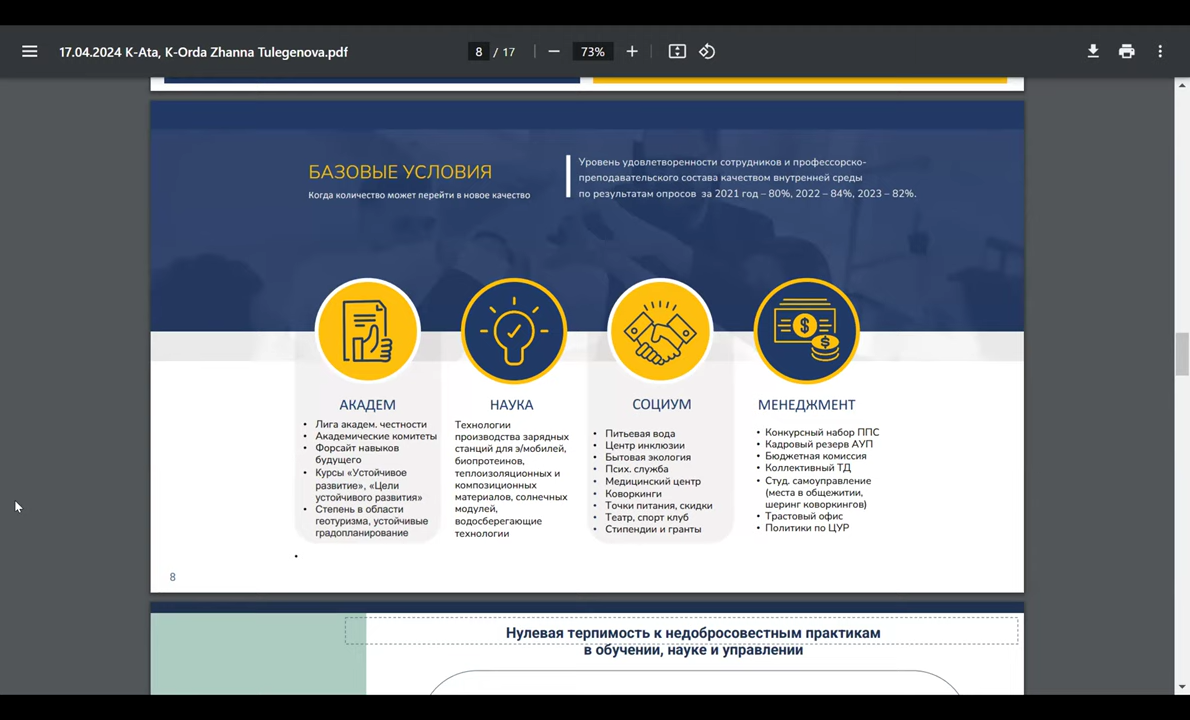 17.04.2024 K-Ata, K-Orda Zhanna Tulegenova.pdf
8 / 17
73%
БАЗОВЫЕ УСЛОВИЯ
Когда количество может перейти в новое качество
Уровень удовлетворенности сотрудников и профессорско-
преподавательского состава качеством внутренней среды
по результатам опросов за 2021 год – 80%, 2022 – 84%, 2023 – 82%.
АКАДЕМ
• Лига академ. честности
• Академические комитеты
• Форсайт навыков
будущего
• Курсы «Устойчивое
развитие», «Цели
устойчивого развития»
• Степень в области
геотуризма, устойчивые
градопланирование
•
НАУКА
Технологии
производства зарядных
станций для э/мобилей,
биопротеинов,
теплоизоляционных и
композиционных
материалов, солнечных
модулей,
водосберегающие
технологии
СОЦИУМ
• Питьевая вода
• Центр инклюзии
• Бытовая экология
• Псих. служба
• Медицинский центр
• Коворкинги
• Точки питания, скидки
• Театр, спорт клуб
• Стипендии и гранты
МЕНЕДЖМЕНТ
• Конкурсный набор ППС
• Кадровый резерв АУП
• Бюджетная комиссия
• Коллективный ТД
• Студ. самоуправление
(места в общежитии,
шеринг коворкингов)
• Трастовый офис
• Политики по ЦУР
8
Нулевая терпимость к недобросовестным практикам
в обучении, науке и управлении